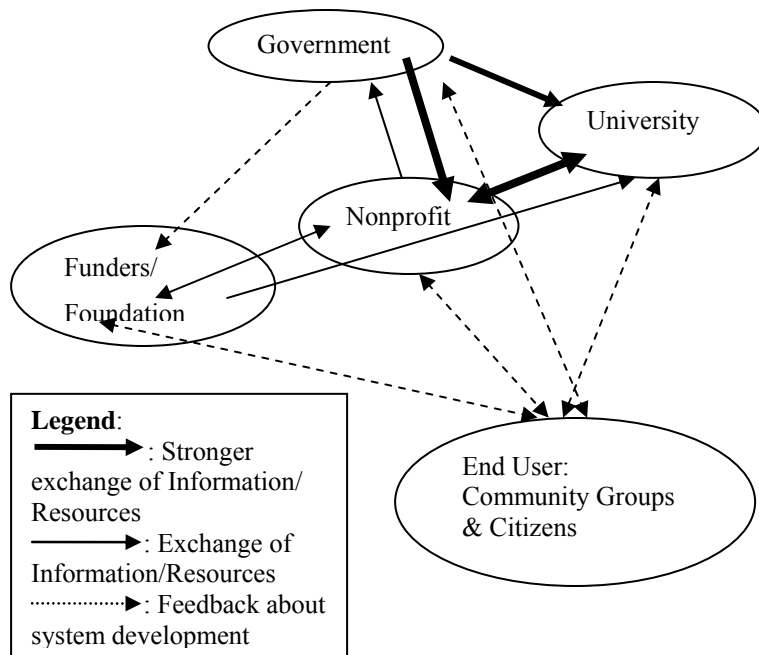 Government
University
Nonprofit
Funders/
Foundation
Legend:
: Stronger
exchange of Information/
Resources
: Exchange of
Information/Resources
: Feedback about
system development
End User:
Community Groups
& Citizens